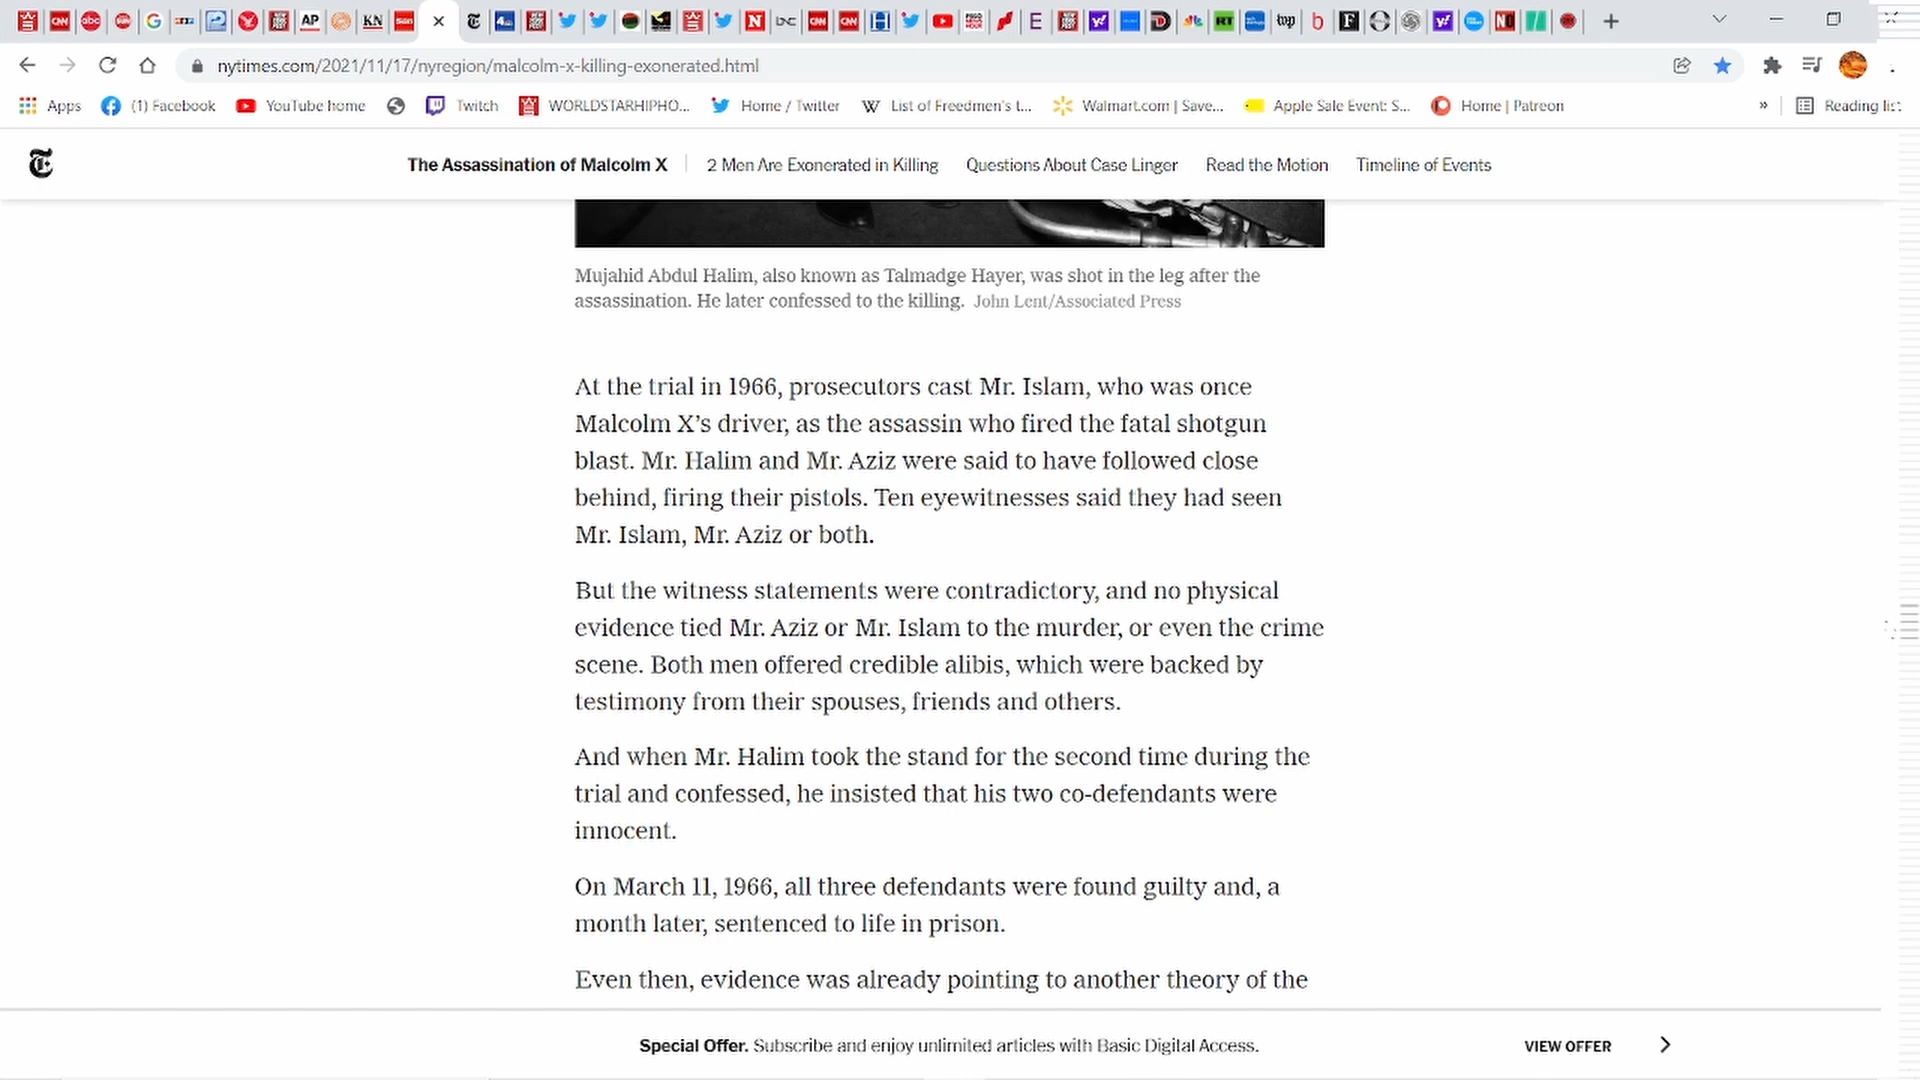 nytimes.com/2021/11/17/nyregion/malcolm-x-killing-exonerated.html
Apps (1) Facebook YouTube home Twitch WORLDSTARHIPHO... Home / Twitter List of Freedmen's t... Walmart.com | Save... Apple Sale Event: S... Home | Patreon » Reading list
The Assassination of Malcolm X 2 Men Are Exonerated in Killing Questions About Case Linger Read the Motion Timeline of Events
Mujahid Abdul Halim, also known as Talmadge Hayer, was shot in the leg after the
assassination. He later confessed to the killing. John Lent/Associated Press
At the trial in 1966, prosecutors cast Mr. Islam, who was once
Malcolm X’s driver, as the assassin who fired the fatal shotgun
blast. Mr. Halim and Mr. Aziz were said to have followed close
behind, firing their pistols. Ten eyewitnesses said they had seen
Mr. Islam, Mr. Aziz or both.
But the witness statements were contradictory, and no physical
evidence tied Mr. Aziz or Mr. Islam to the murder, or even the crime
scene. Both men offered credible alibis, which were backed by
testimony from their spouses, friends and others.
And when Mr. Halim took the stand for the second time during the
trial and confessed, he insisted that his two co-defendants were
innocent.
On March 11, 1966, all three defendants were found guilty and, a
month later, sentenced to life in prison.
Even then, evidence was already pointing to another theory of the
Special Offer. Subscribe and enjoy unlimited articles with Basic Digital Access. VIEW OFFER